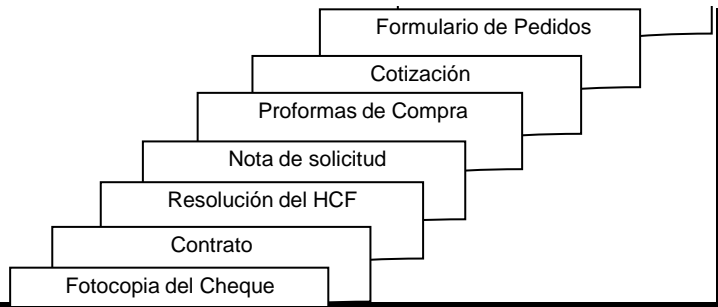 Formulario de Pedidos
Cotización
Proformas de Compra
Nota de solicitud
Resolución del HCF
Contrato
Fotocopia del Cheque